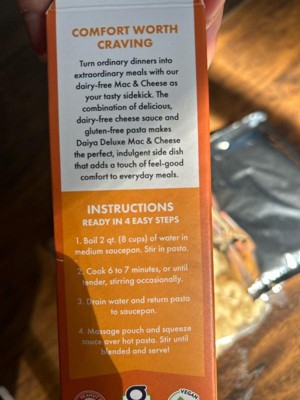 COMFORT WORTH
CRAVING
Turn ordinary dinners into
extraordinary meals with our
dairy-free Mac & Cheese as
your tasty sidekick. The
combination of delicious,
dairy-free cheese sauce and
gluten-free pasta makes
Daiya Deluxe Mac & Cheese
the perfect, indulgent side dish
that adds a touch of feel-good
comfort to everyday meals.
INSTRUCTIONS
READY IN 4 EASY STEPS
1. Boil 2 qt. (8 cups) of water in
medium saucepan. Stir in pasta.
2. Cook 6 to 7 minutes, or until
tender, stirring occasionally.
3. Drain water and return pasta
to saucepan.
4. Massage pouch and squeeze
sauce over hot pasta. Stir until
blended and serve!
VEGAN